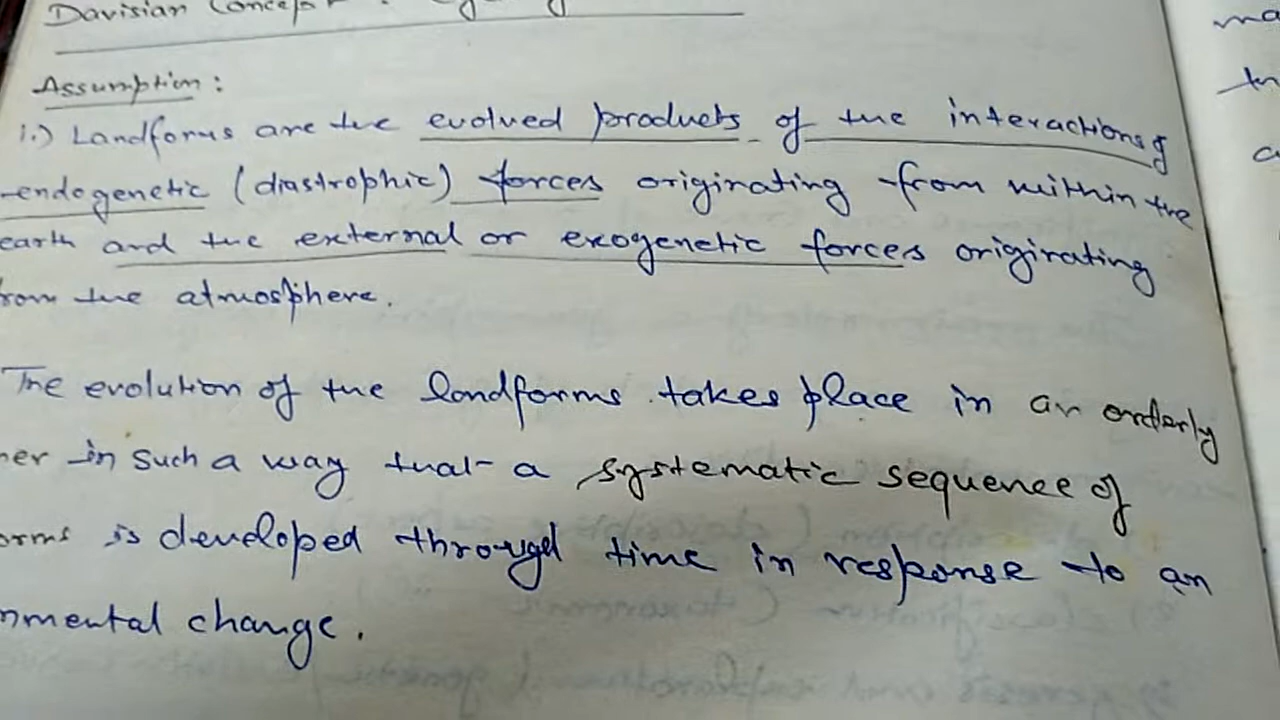 Davisian Concept
Assumption:
1.) Landforms are the evolved products of the interactions of
endogenetic (diastrophic) forces originating from within the
earth and the external or exogenetic forces originating
rom the atmosphere.
The evolution of the landforms takes place in an orderly
er in such a way that a systematic sequence of
orms is developed through time in response to an
nmental change.
ma